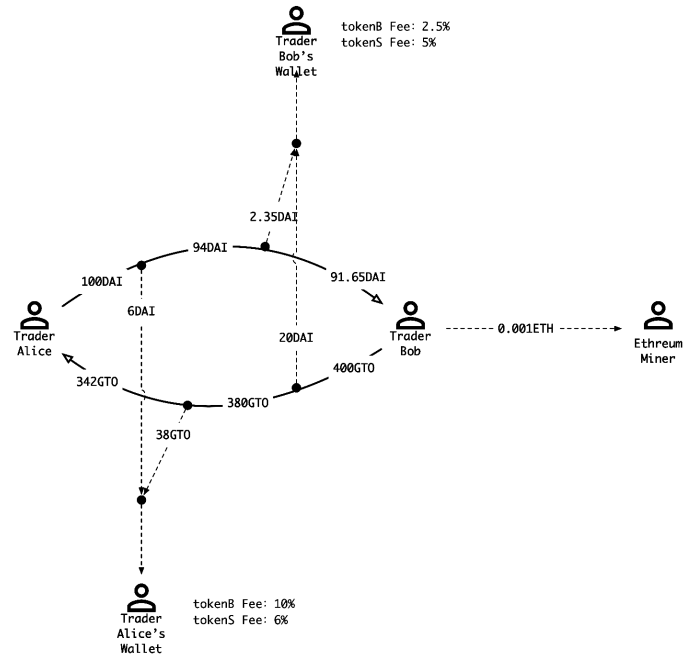 Trader
Bob's
Wallet
tokenB Fee: 2.5%
tokenS Fee: 5%
2.35DAI
94DAI
100DAI
91.65DAI
6DAI
Trader
Alice
20DAI
Trader
Bob
0.001ETH
Ethreum
Miner
342GTO
400GTO
380GTO
38GTO
Trader
Alice's
Wallet
tokenB Fee: 10%
tokenS Fee: 6%